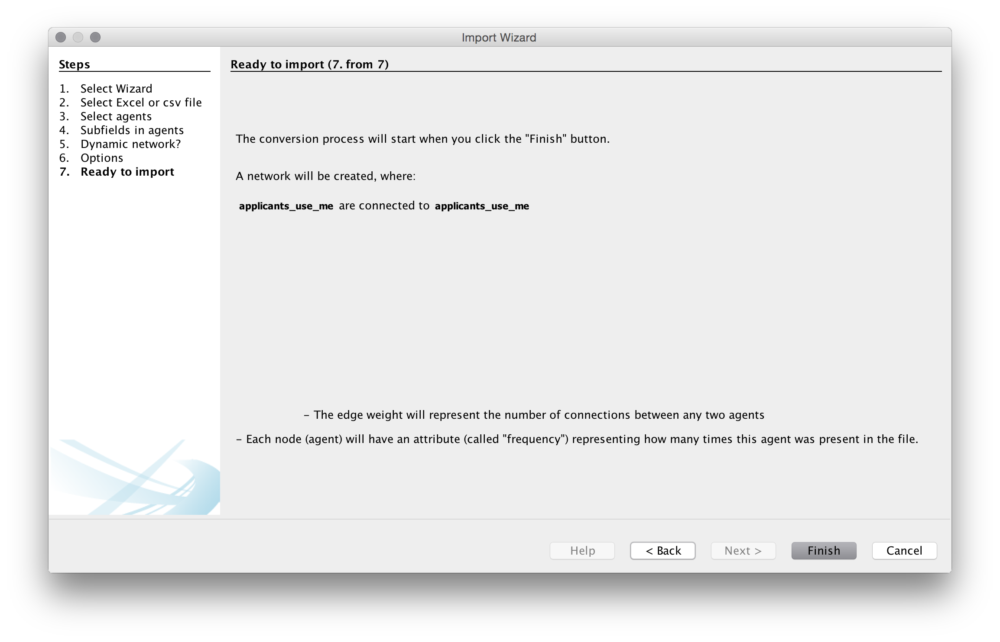 Import Wizard
Steps
1. Select Wizard
2. Select Excel or csv file
3. Select agents
4. Subfields in agents
5. Dynamic network?
6. Options
7. Ready to import
Ready to import (7. from 7)
The conversion process will start when you click the "Finish" button.
A network will be created, where:
applicants_use_me are connected to applicants_use_me
- The edge weight will represent the number of connections between any two agents
- Each node (agent) will have an attribute (called "frequency") representing how many times this agent was present in the file.
Help < Back Next > Finish Cancel